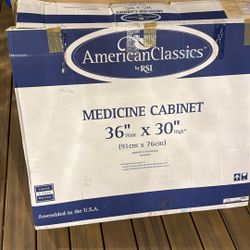 American Classics
by RSI
MEDICINE CABINET
36" Wide x 30" High*
(91cm x 76cm)
Assembled in the U.S.A.